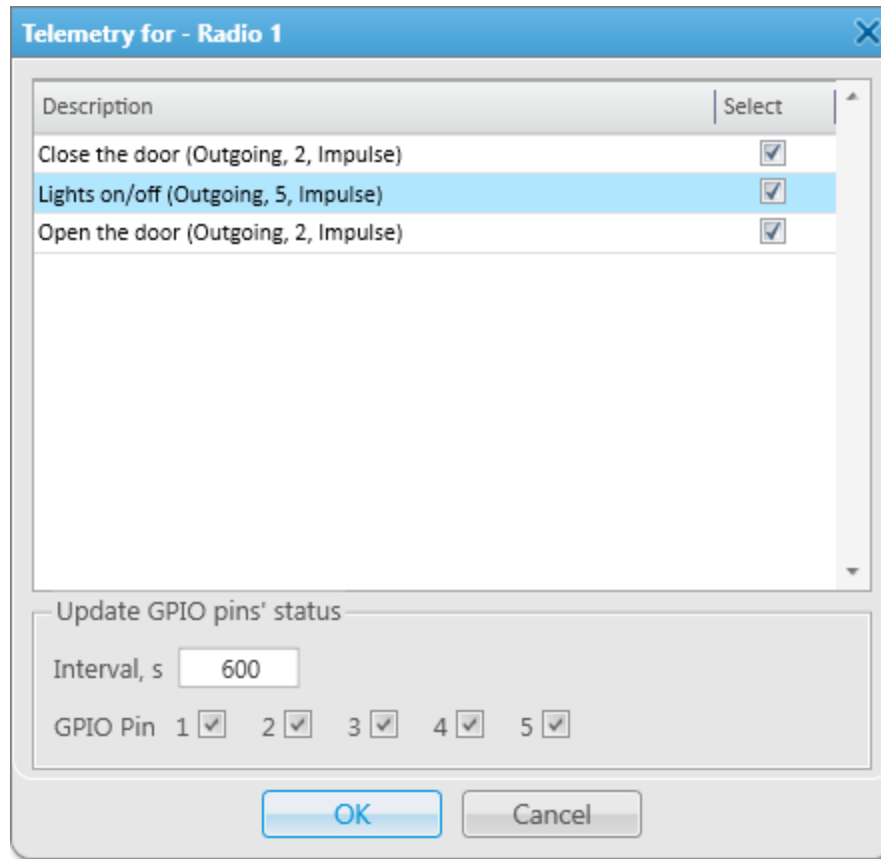 Telemetry for - Radio 1
Description Select
Close the door (Outgoing, 2, Impulse)
Lights on/off (Outgoing, 5, Impulse)
Open the door (Outgoing, 2, Impulse)
Update GPIO pins' status
Interval, s 600
GPIO Pin 1 2 3 4 5
OK Cancel